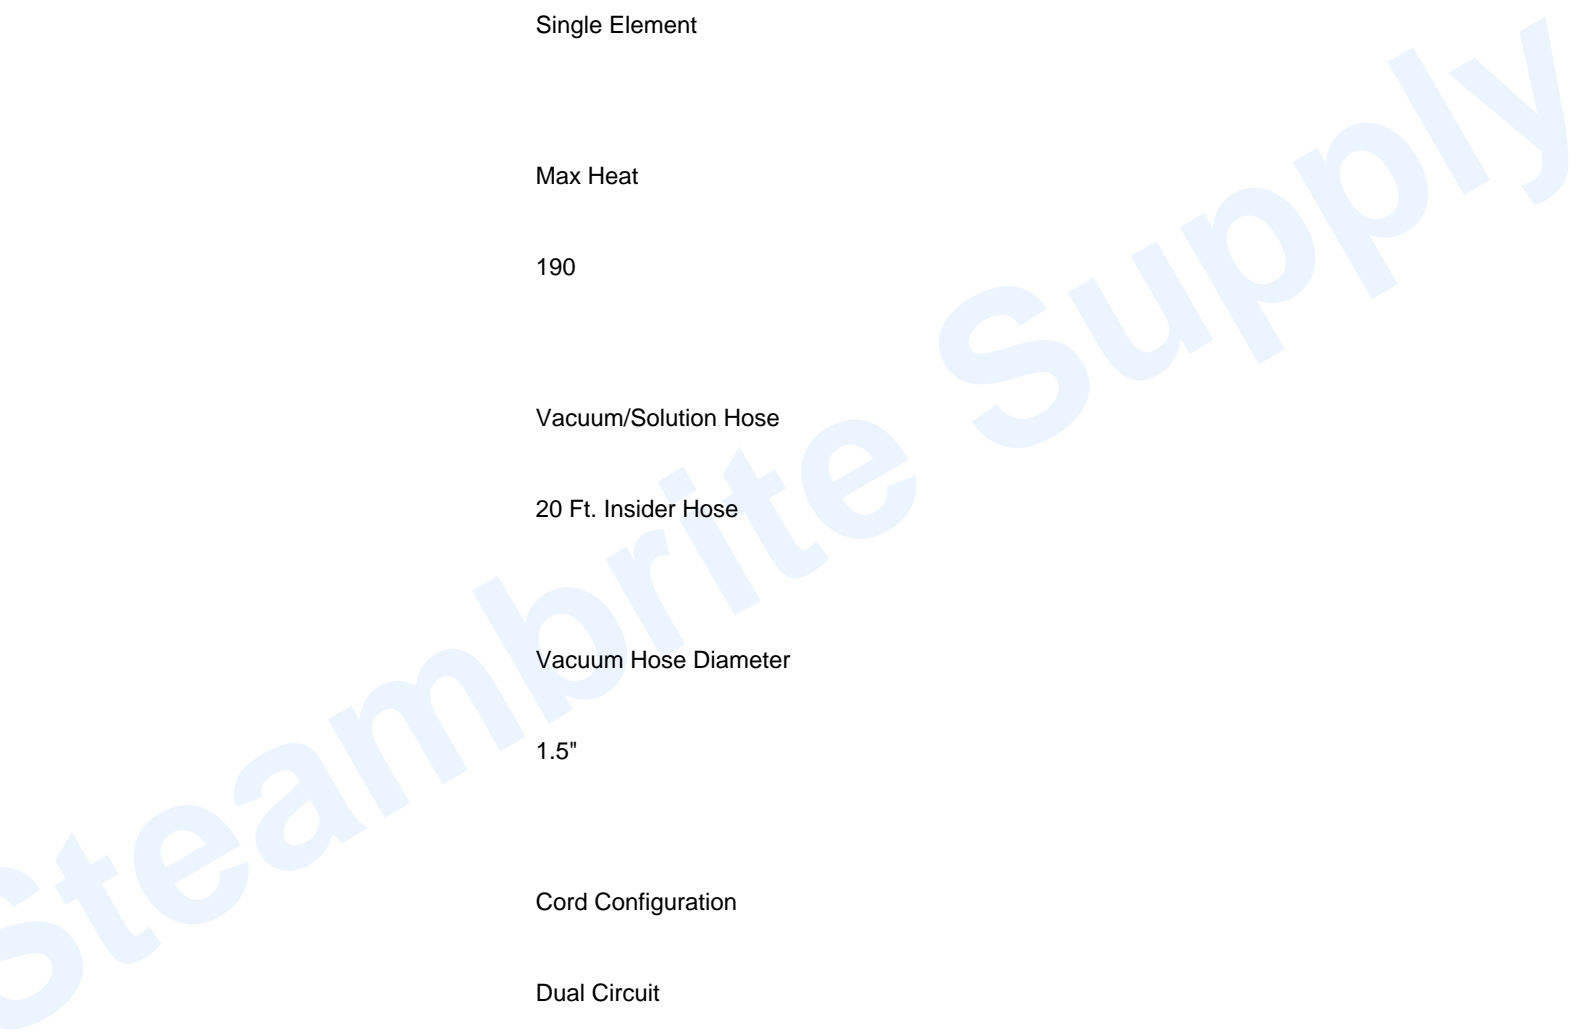 Single Element
Max Heat
190
Vacuum/Solution Hose
20 Ft. Insider Hose
Vacuum Hose Diameter
1.5"
Cord Configuration
Dual Circuit
Steambrite Supply